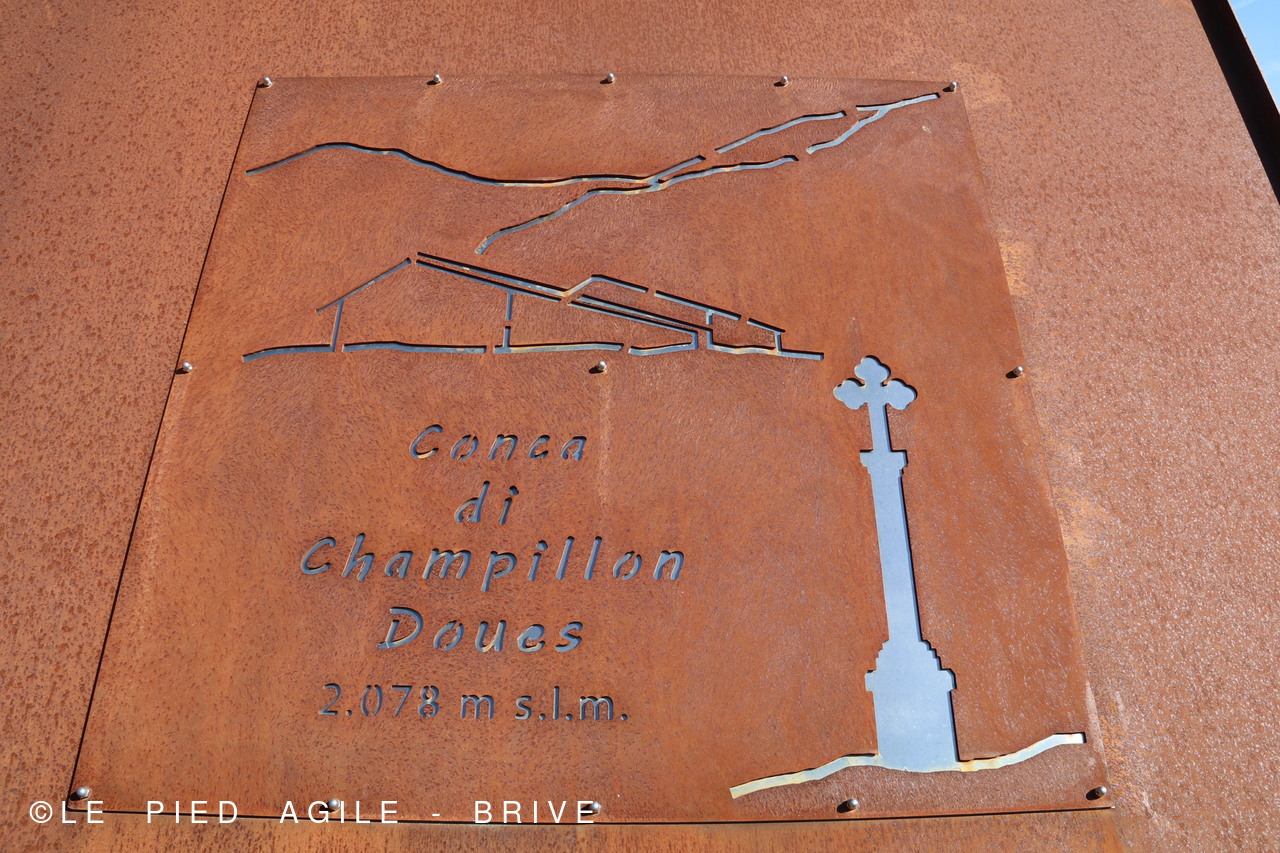 Conca
di
Champillon
Doues
2.078 m s.l.m.
©LE PIED AGILE - BRIVE